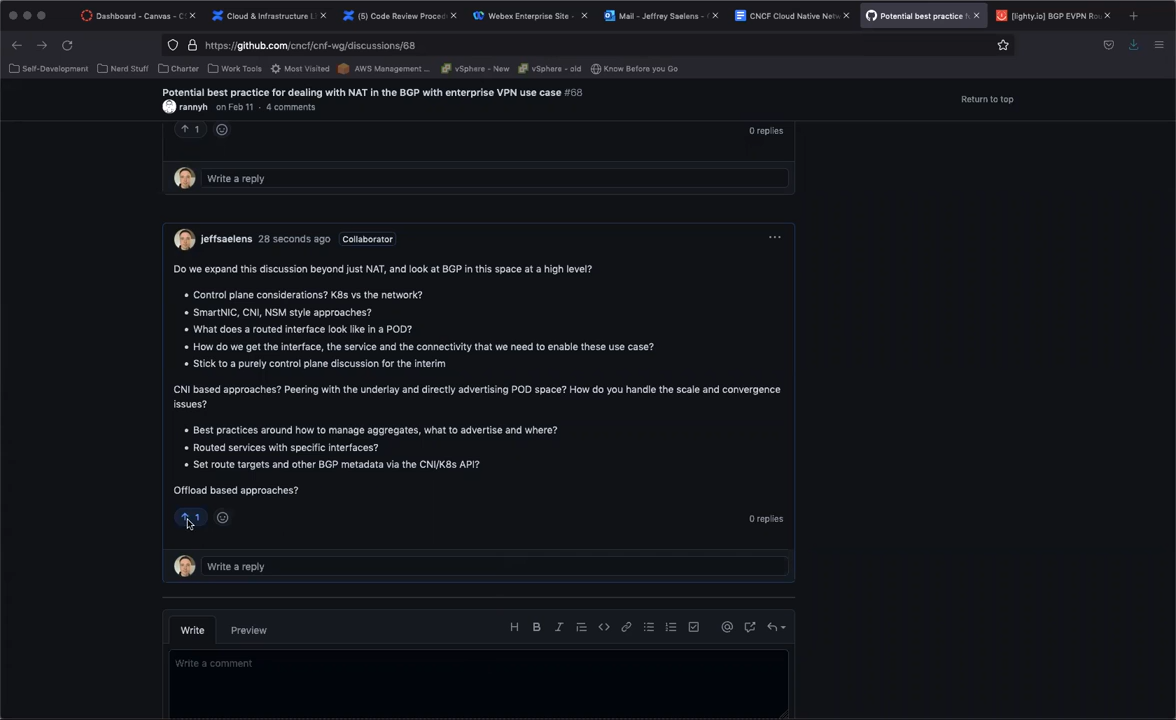 Dashboard - Canvas - C
Cloud & Infrastructure L
(5) Code Review Proced
Webex Enterprise Site -
Mail - Jeffrey Saelens -
CNCF Cloud Native Netw
Potential best practice
[lighty.io] BGP EVPN Rou
https://github.com/cncf/cnf-wg/discussions/68
Self-Development
Nerd Stuff
Charter
Work Tools
Most Visited
AWS Management ...
vSphere - New
vSphere - old
Know Before you Go
Potential best practice for dealing with NAT in the BGP with enterprise VPN use case #68
rannyh on Feb 11 · 4 comments
Return to top
1
0 replies
Write a reply
jeffsaelens 28 seconds ago Collaborator
Do we expand this discussion beyond just NAT, and look at BGP in this space at a high level?
• Control plane considerations? K8s vs the network?
• SmartNIC, CNI, NSM style approaches?
• What does a routed interface look like in a POD?
• How do we get the interface, the service and the connectivity that we need to enable these use case?
• Stick to a purely control plane discussion for the interim
CNI based approaches? Peering with the underlay and directly advertising POD space? How do you handle the scale and convergence
issues?
• Best practices around how to manage aggregates, what to advertise and where?
• Routed services with specific interfaces?
• Set route targets and other BGP metadata via the CNI/K8s API?
Offload based approaches?
1
0 replies
Write a reply
Write
Preview
Write a comment